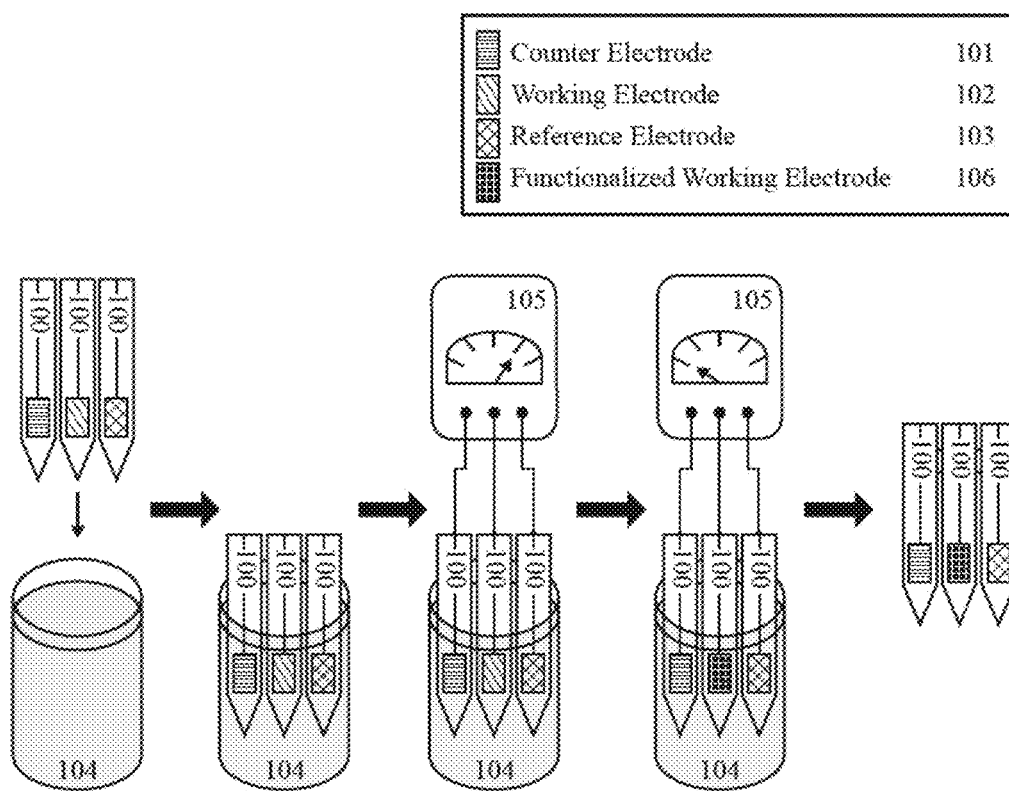 Counter Electrode 101
Working Electrode 102
Reference Electrode 103
Functionalized Working Electrode 106
105 105
100 100 100
100 100 100
100 100 100
100 100 100
100 100 100
104 104 104 104